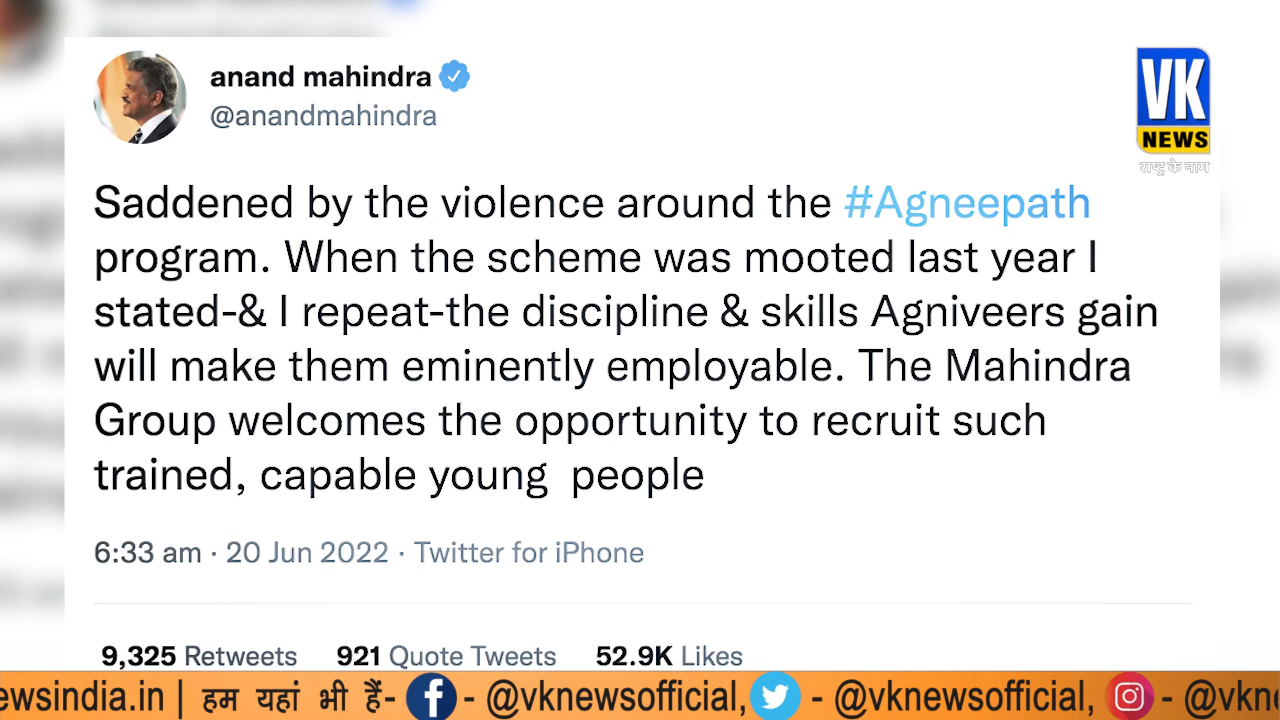 anand mahindra
@anandmahindra
VK
NEWS
राष्ट्र के नाम
Saddened by the violence around the #Agneepath
program. When the scheme was mooted last year I
stated-& I repeat-the discipline & skills Agniveers gain
will make them eminently employable. The Mahindra
Group welcomes the opportunity to recruit such
trained, capable young people
6:33 am · 20 Jun 2022 · Twitter for iPhone
9,325 Retweets 921 Quote Tweets 52.9K Likes
ewsindia.in | हम यहां भी हैं- - @vknewsofficial, - @vknewsofficial, - @vkn